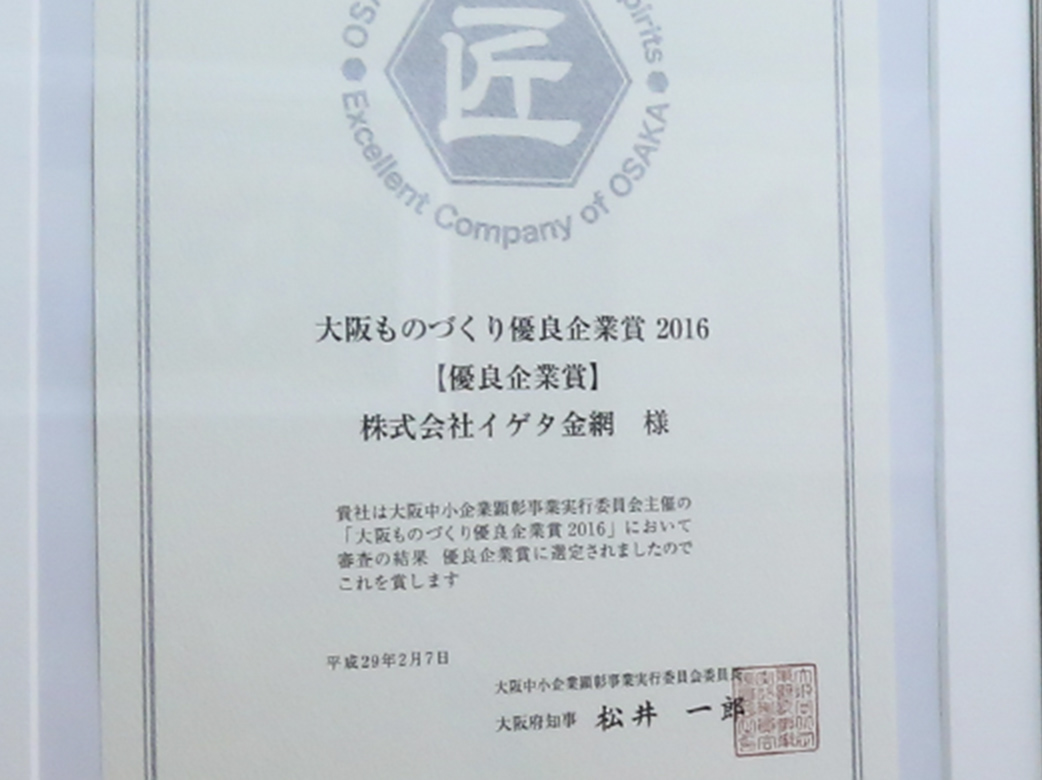 匠
Excellent Company of OSAKA
大阪ものづくり優良企業賞 2016
【優良企業賞】
株式会社イゲタ金網 様
貴社は大阪中小企業顕彰事業実行委員会主催の
「大阪ものづくり優良企業賞2016」において
審査の結果 優良企業賞に選定されましたので
これを賞します
平成29年2月7日
大阪中小企業顕彰事業実行委員会委員長
大阪府知事 松井 一郎